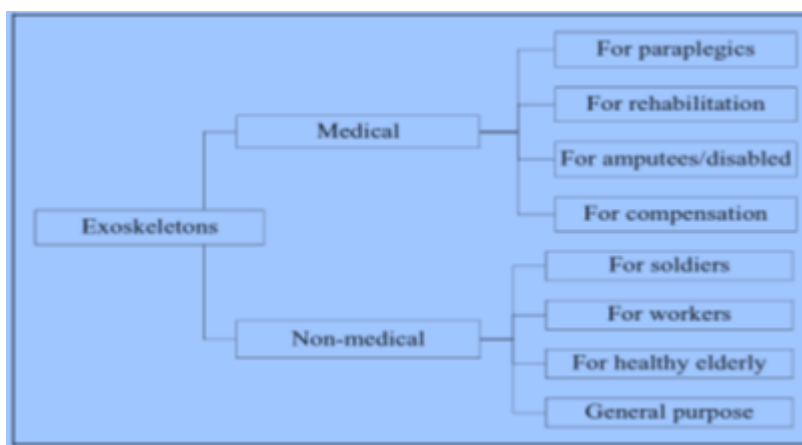 For paraplegics
For rehabilitation
Medical
For amputees/disabled
For compensation
Exoskeletons
For soldiers
For workers
Non-medical
For healthy elderly
General purpose